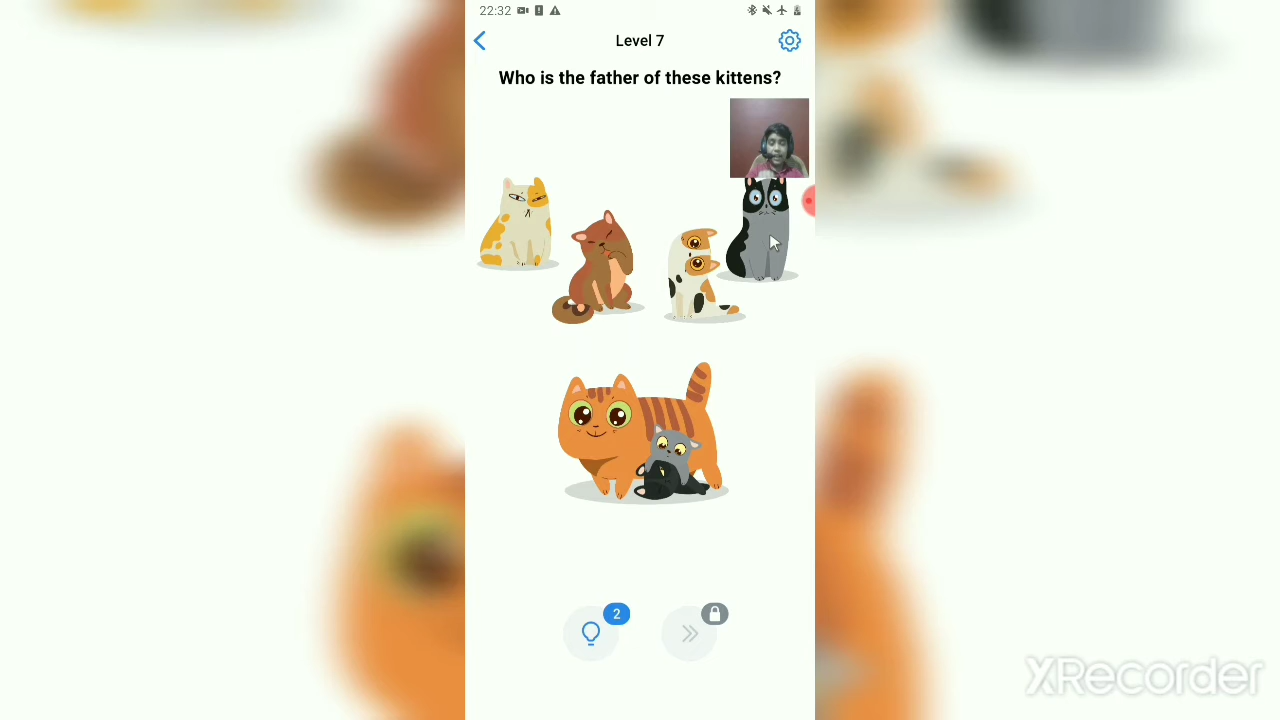 22:32
Level 7
Who is the father of these kittens?
2
XRecorder